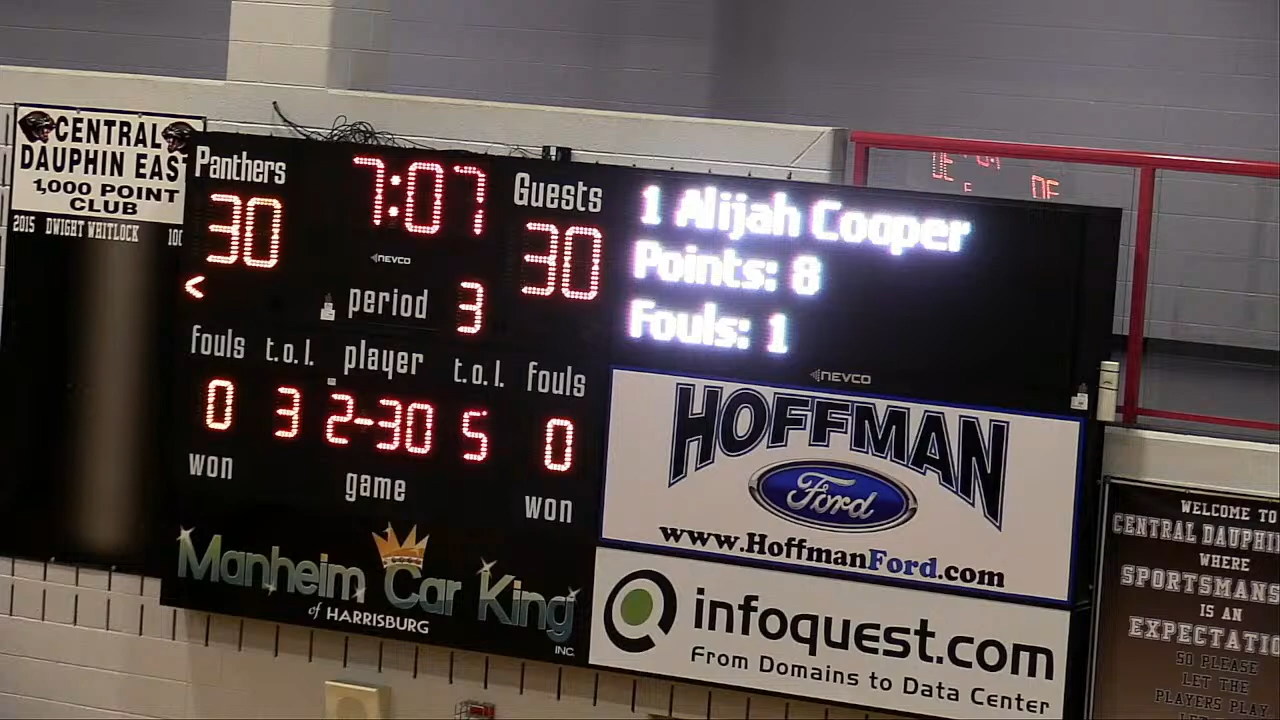 CENTRAL
DAUPHIN EAS
1,000 POINT
CLUB
2015 DWIGHT WHITLOCK 100
Panthers 7:07 Guests
30 30
NEVCO
< period 3
fouls t.o.l. player t.o.l. fouls
0 3 2-30 5 0
won game won
Manheim Car King
of HARRISBURG
INC.
1 Alijah Cooper
Points: 8
Fouls: 1
NEVCO
HOFFMAN
Ford
www.HoffmanFord.com
infoquest.com
From Domains to Data Center
WELCOME TO
CENTRAL DAUPHI
WHERE
SPORTSMANS
IS AN
EXPECTATIO
SO PLEASE
LET THE
PLAYERS PLAY